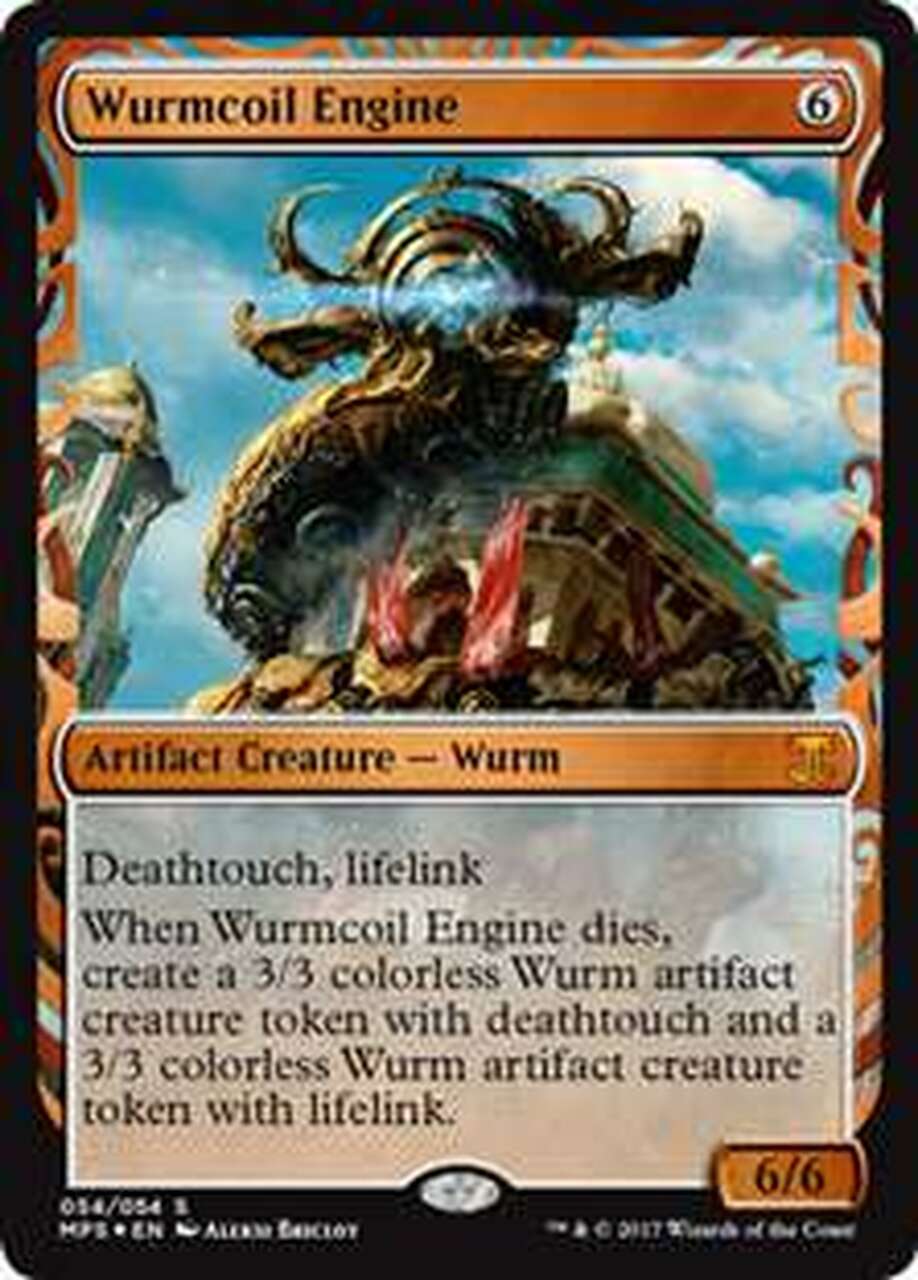 Wurmcoil Engine 6
Artifact Creature — Wurm
Deathtouch, lifelink
When Wurmcoil Engine dies,
create a 3/3 colorless Wurm artifact
creature token with deathtouch and a
3/3 colorless Wurm artifact creature
token with lifelink.
6/6
054/054 S
MPS★EN Aleksi Briclot
™ & © 2017 Wizards of the Coast